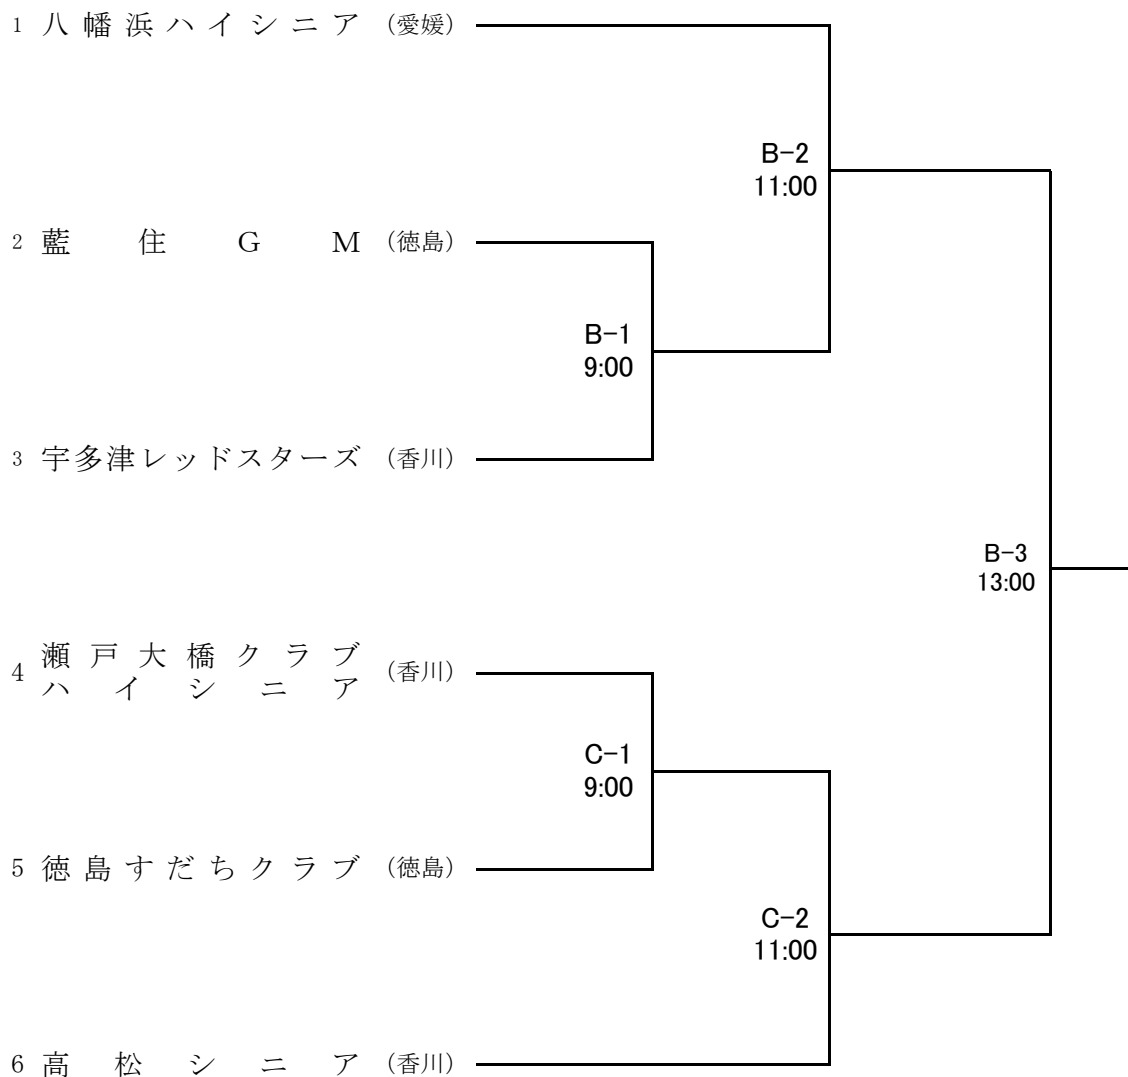 1 八幡浜ハイシニア (愛媛)
B-2
11:00
2 藍住GM (徳島)
B-1
9:00
3 宇多津レッドスターズ (香川)
B-3
13:00
4 瀬戸大橋クラブ
ハイシニア (香川)
C-1
9:00
5 徳島すだちクラブ (徳島)
C-2
11:00
6 高松シニア (香川)